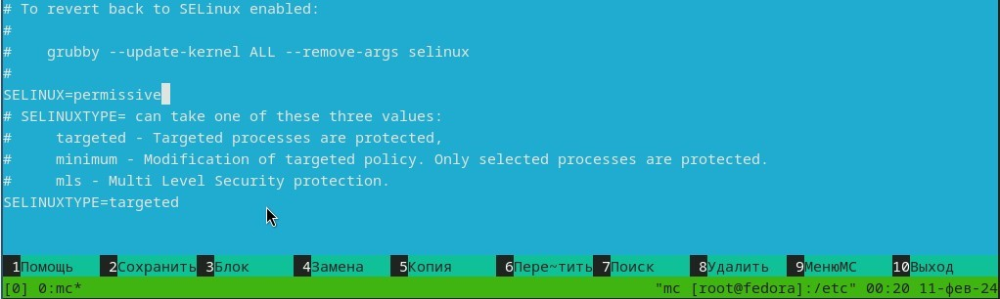 # To revert back to SELinux enabled:
#
#    grubby --update-kernel ALL --remove-args selinux
#
SELINUX=permissive
# SELINUXTYPE= can take one of these three values:
#     targeted - Targeted processes are protected,
#     minimum - Modification of targeted policy. Only selected processes are protected.
#     mls - Multi Level Security protection.
SELINUXTYPE=targeted
1Помощь 2Сохранить 3Блок 4Замена 5Копия 6Пере~тить 7Поиск 8Удалить 9МенюМС 10Выход
[0] 0:mc* "mc [root@fedora]:/etc" 00:20 11-фев-24